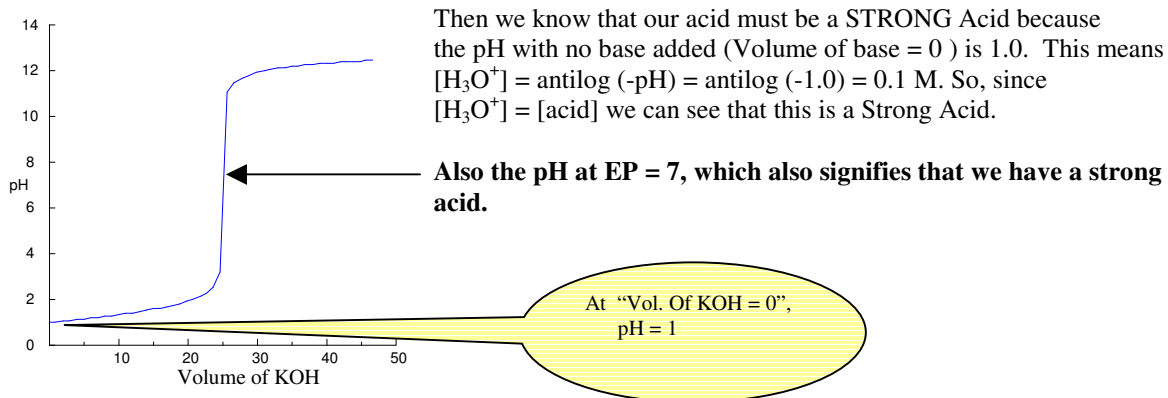 Then we know that our acid must be a STRONG Acid because
the pH with no base added (Volume of base = 0 ) is 1.0.  This means
[H₃O⁺] = antilog (-pH) = antilog (-1.0) = 0.1 M. So, since
[H₃O⁺] = [acid] we can see that this is a Strong Acid.
Also the pH at EP = 7, which also signifies that we have a strong
acid.
14
12
10
8
pH
6
4
2
0
10
20
30
40
50
Volume of KOH
At “Vol. Of KOH = 0”,
pH = 1